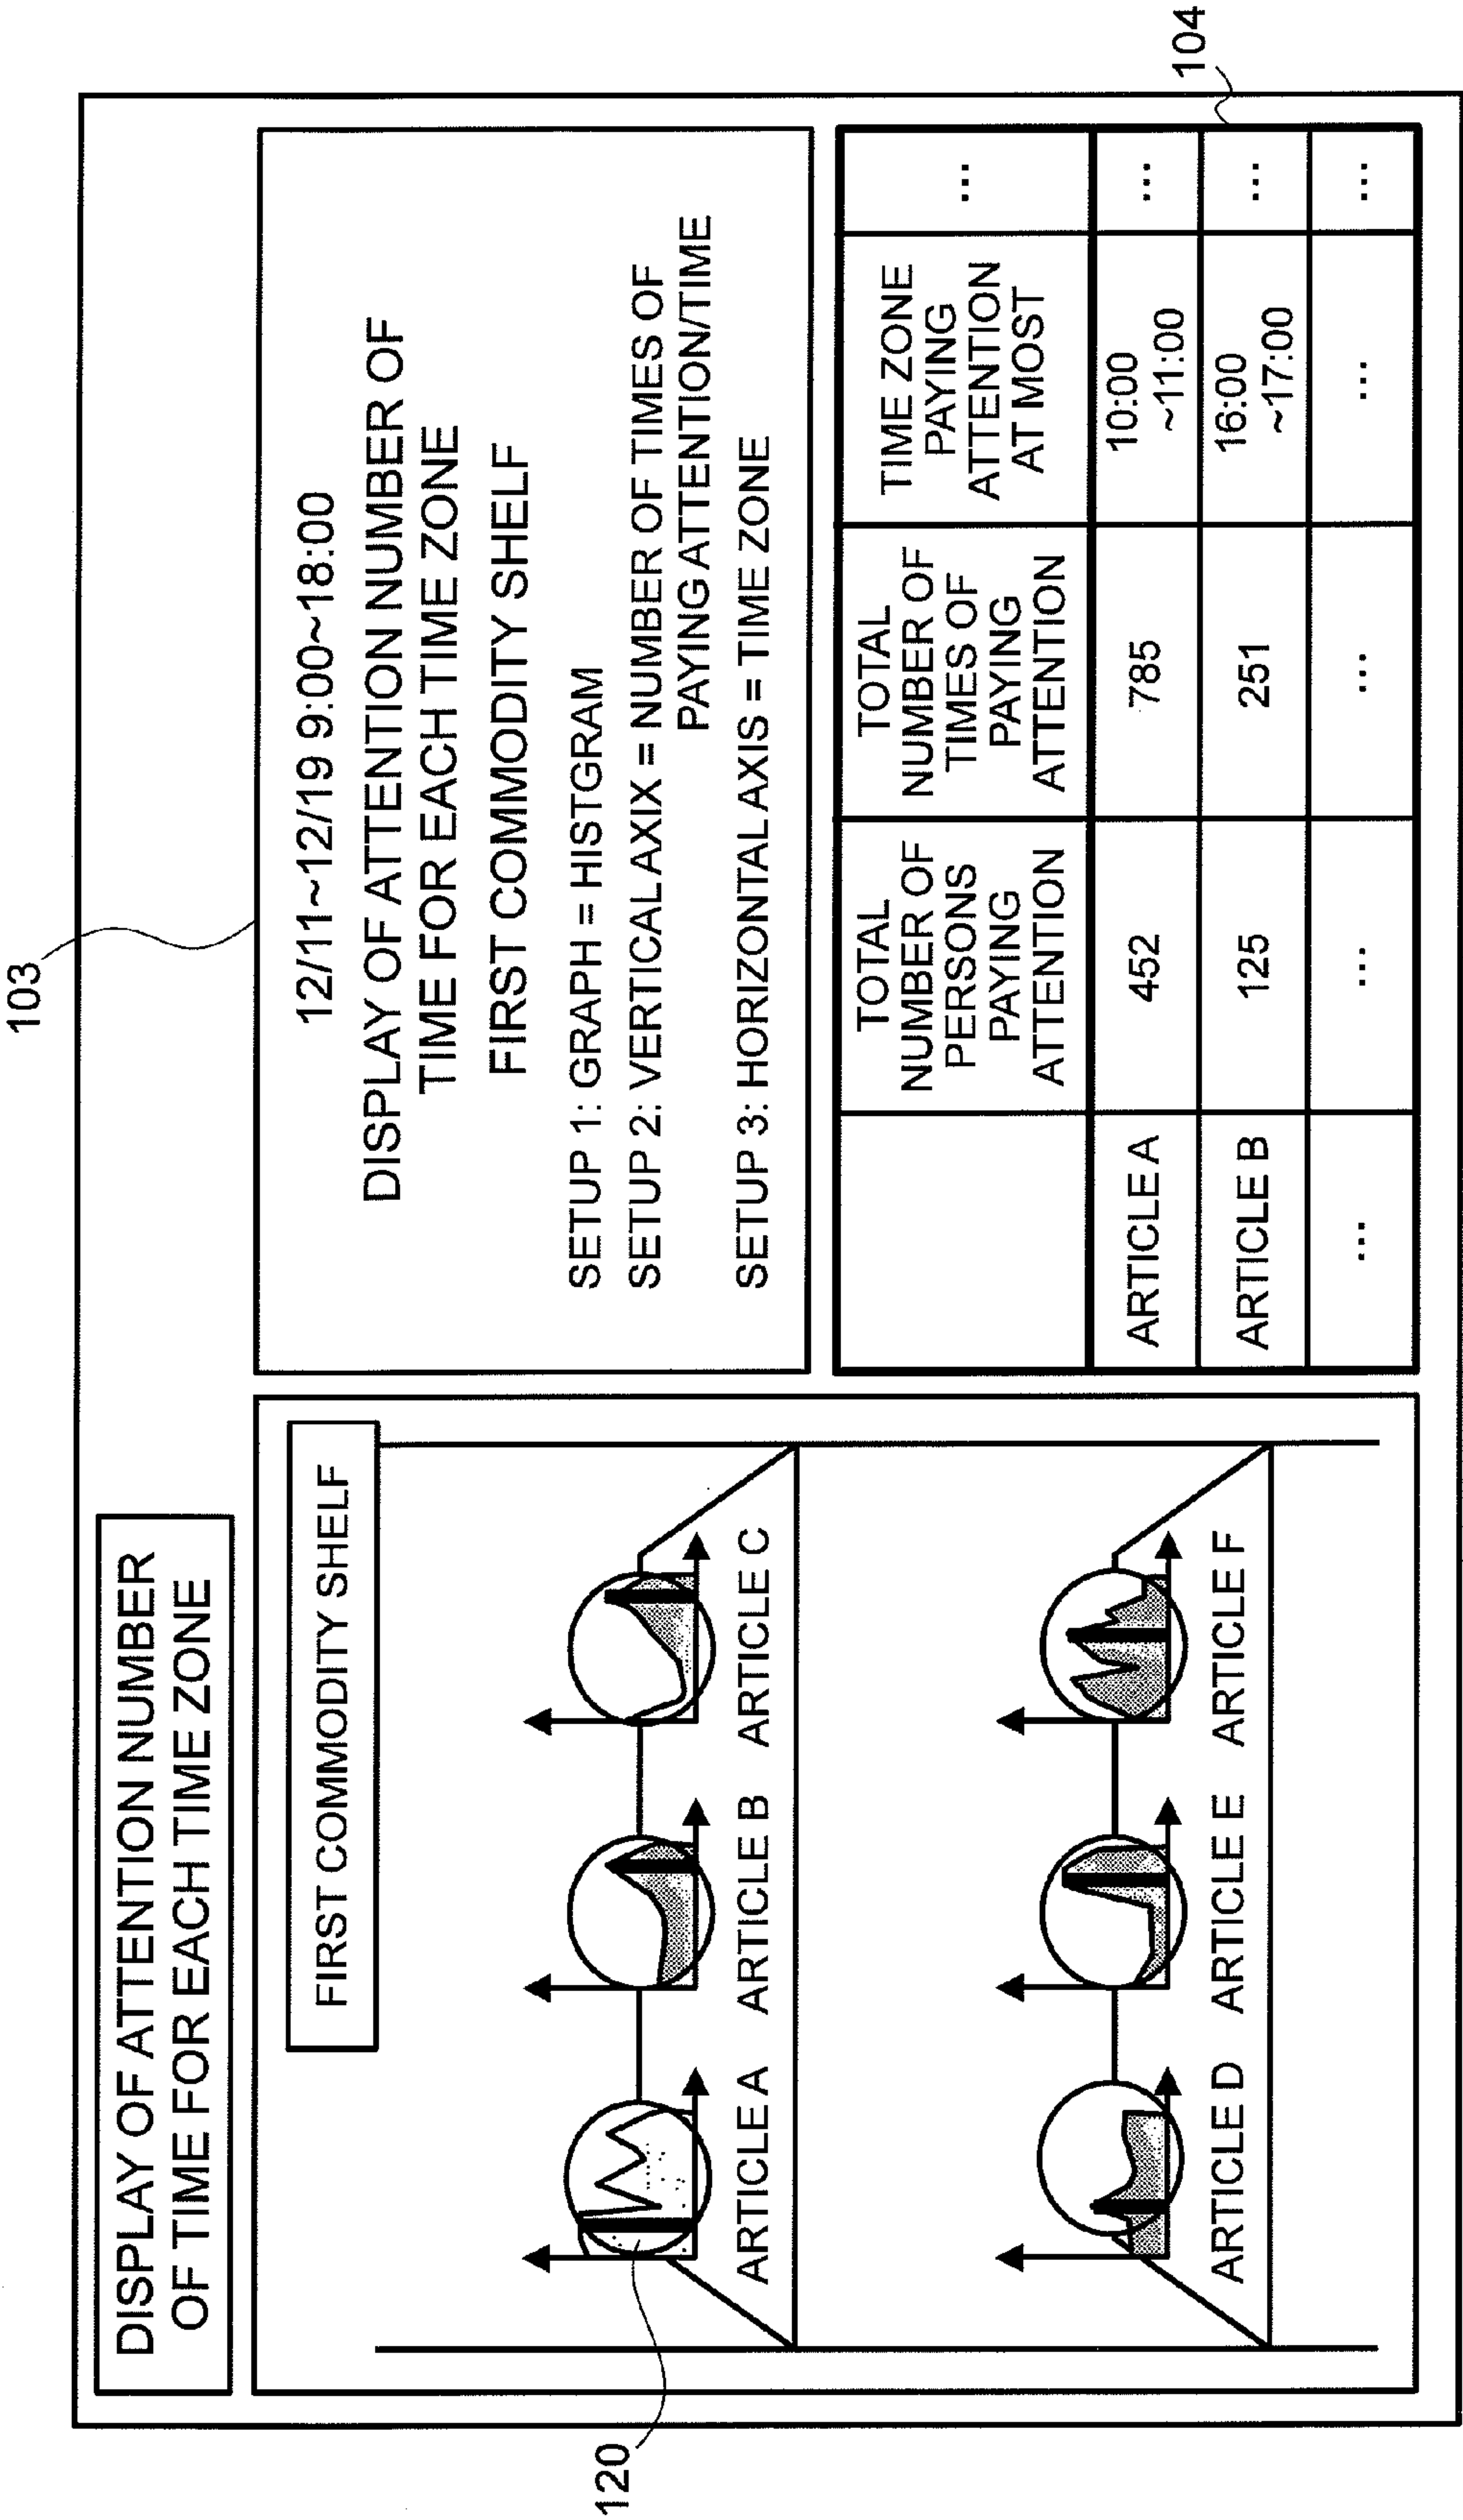 103
DISPLAY OF ATTENTION NUMBER
OF TIME FOR EACH TIME ZONE
FIRST COMMODITY SHELF
ARTICLE A
ARTICLE B
ARTICLE C
ARTICLE D
ARTICLE E
ARTICLE F
120
12/11~12/19 9:00~18:00
DISPLAY OF ATTENTION NUMBER OF
TIME FOR EACH TIME ZONE
FIRST COMMODITY SHELF
SETUP 1: GRAPH = HISTGRAM
SETUP 2: VERTICAL AXIX = NUMBER OF TIMES OF
PAYING ATTENTION/TIME
SETUP 3: HORIZONTAL AXIS = TIME ZONE
104
TOTAL
NUMBER OF
PERSONS
PAYING
ATTENTION
TOTAL
NUMBER OF
TIMES OF
PAYING
ATTENTION
TIME ZONE
PAYING
ATTENTION
AT MOST
...
ARTICLE A
452
785
10:00
~11:00
...
ARTICLE B
125
251
16:00
~17:00
...
...
...
...
...
...